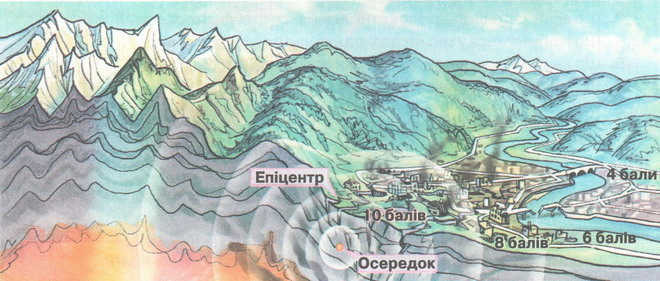 4 бали
Епіцентр
10 балів
8 балів
6 балів
Осередок